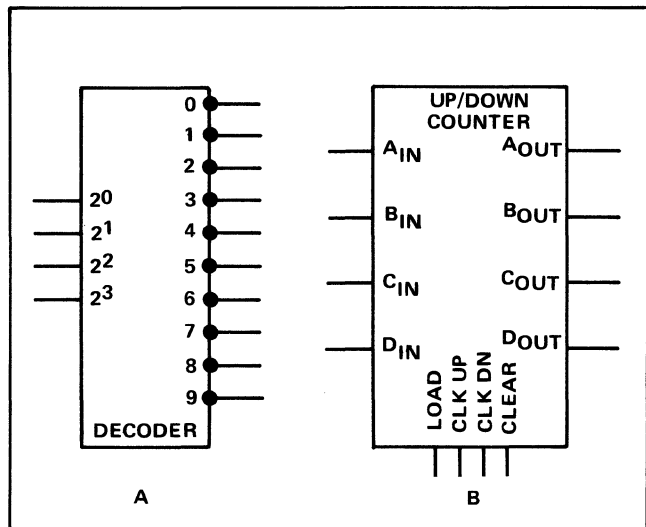 0
1
2
3
4
5
6
7
8
9
2⁰
2¹
2²
2³
DECODER
A
UP/DOWN
COUNTER
A_IN
A_OUT
B_IN
B_OUT
C_IN
C_OUT
D_IN
D_OUT
LOAD
CLK UP
CLK DN
CLEAR
B